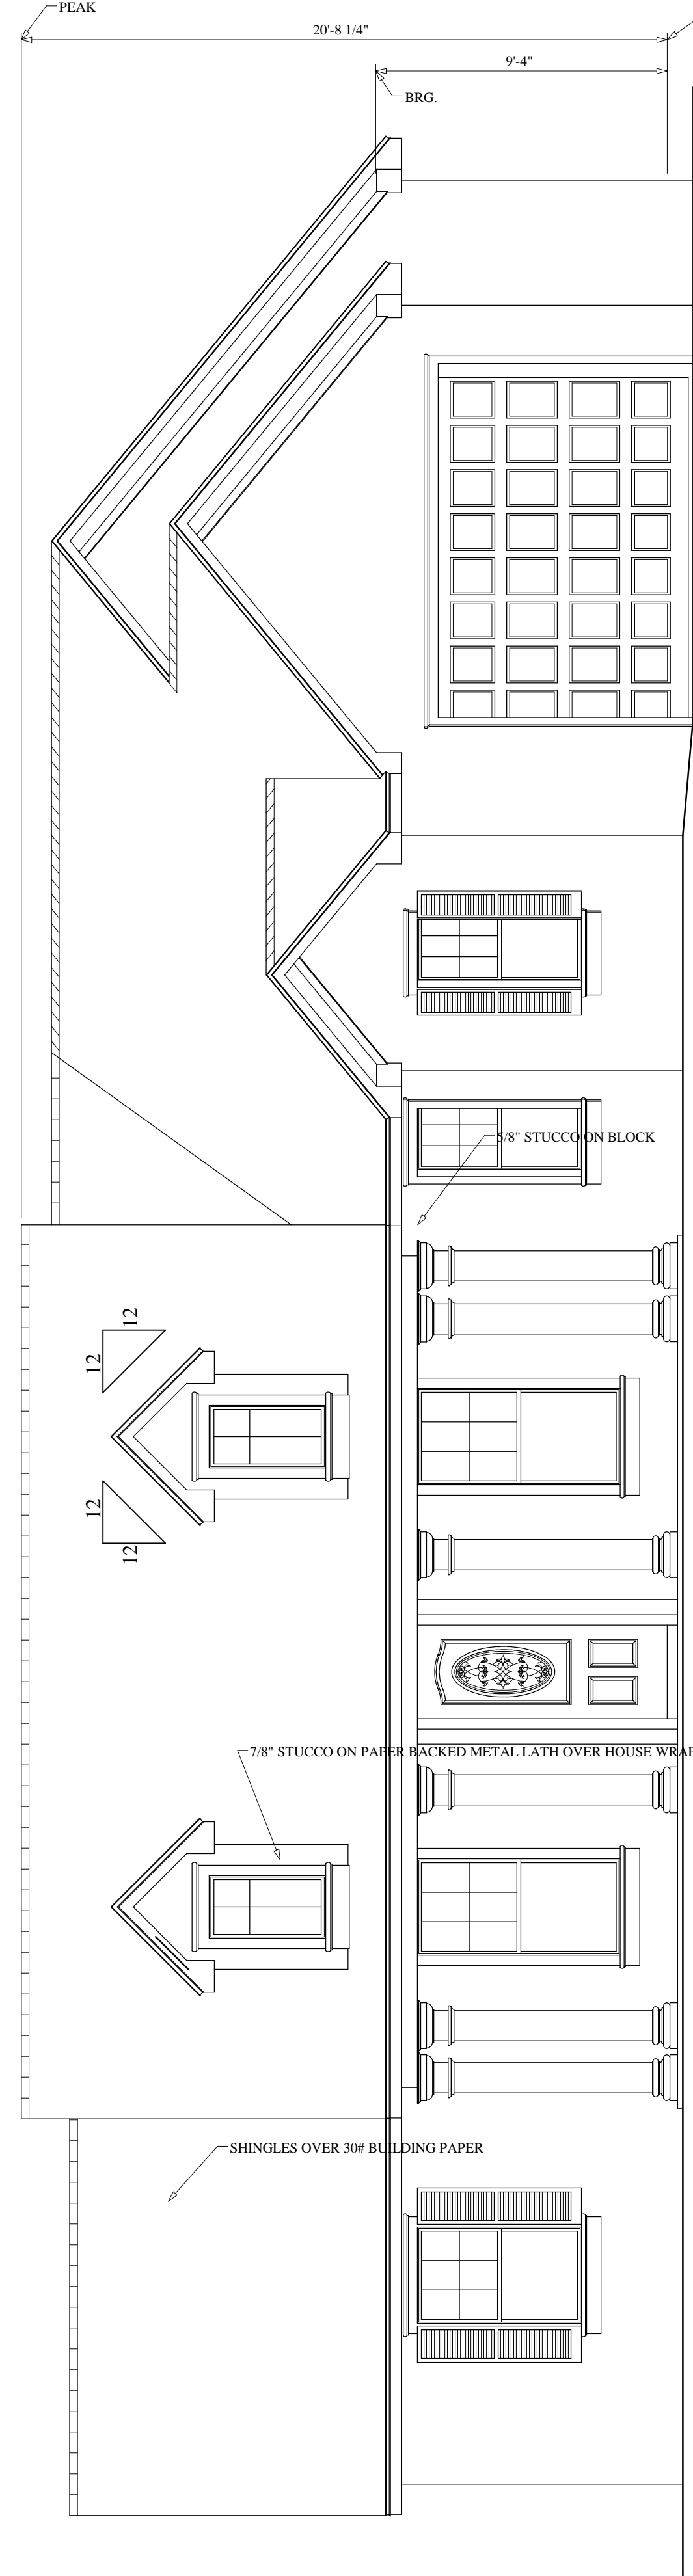 PEAK
20'-8 1/4"
9'-4"
BRG.
5/8" STUCCO ON BLOCK
12
12
12
12
7/8" STUCCO ON PAPER BACKED METAL LATH OVER HOUSE WRAP
SHINGLES OVER 30# BUILDING PAPER